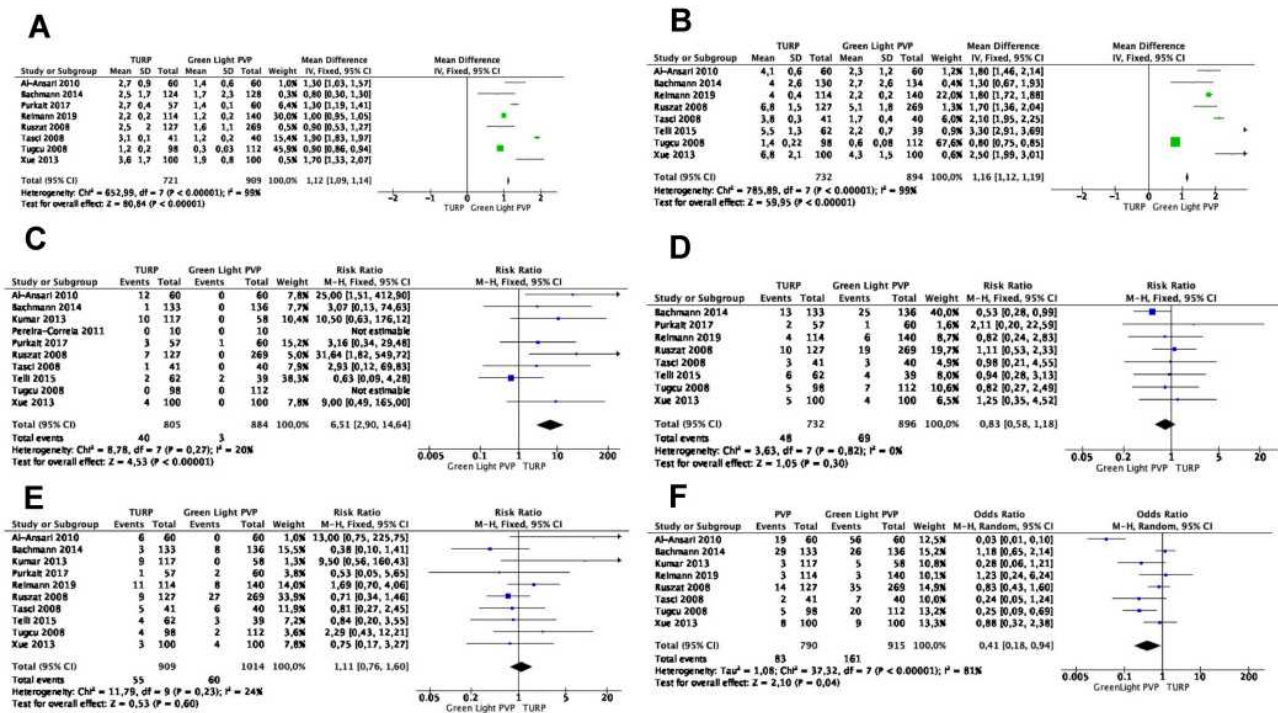 A
TURP Green Light PVP Mean Difference Mean Difference
Study or Subgroup Mean SD Total Mean SD Total Weight IV, Fixed, 95% CI IV, Fixed, 95% CI
Al-Ansari 2010 2,7 0,9 60 1,4 0,6 60 1,0% 1,30 [1,03, 1,57]
Bachmann 2014 2,5 1,7 124 1,7 2,3 128 0,3% 0,80 [0,30, 1,30]
Purkait 2017 2,7 0,4 57 1,4 0,1 60 6,4% 1,30 [1,19, 1,41]
Reimann 2019 2,2 0,2 114 1,2 0,2 140 30,0% 1,00 [0,95, 1,05]
Ruszat 2008 2,5 2 127 1,6 1,1 269 0,5% 0,90 [0,53, 1,27]
Tasci 2008 3,1 0,1 41 1,2 0,2 40 15,4% 1,90 [1,83, 1,97]
Tugcu 2008 1,2 0,2 98 0,3 0,03 112 45,9% 0,90 [0,86, 0,94]
Xue 2013 3,6 1,7 100 1,9 0,8 100 0,5% 1,70 [1,33, 2,07]
Total (95% CI) 721 909 100,0% 1,12 [1,09, 1,14]
Heterogeneity: Chi² = 652,99, df = 7 (P < 0.00001); I² = 99%
Test for overall effect: Z = 80,84 (P < 0.00001)
-2 -1 0 1 2
TURP Green Light PVP
B
TURP Green Light PVP Mean Difference Mean Difference
Study or Subgroup Mean SD Total Mean SD Total Weight IV, Fixed, 95% CI IV, Fixed, 95% CI
Al-Ansari 2010 4,1 0,6 60 2,3 1,2 60 1,2% 1,80 [1,46, 2,14]
Bachmann 2014 4 2,6 130 2,7 2,6 134 0,4% 1,30 [0,67, 1,93]
Reimann 2019 4 0,4 114 2,2 0,2 140 21,0% 1,80 [1,72, 1,88]
Ruszat 2008 6,8 1,5 127 5,1 1,8 269 1,2% 1,70 [1,36, 2,04]
Tasci 2008 3,8 0,3 41 1,7 0,4 40 5,5% 2,10 [1,95, 2,25]
Telli 2015 5,5 1,3 62 2,2 0,7 39 0,8% 3,30 [2,91, 3,69]
Tugcu 2008 1,4 0,22 98 0,6 0,08 112 67,6% 0,80 [0,75, 0,85]
Xue 2013 6,8 2,1 100 4,3 1,5 100 0,5% 2,50 [1,99, 3,01]
Total (95% CI) 732 894 100,0% 1,16 [1,12, 1,19]
Heterogeneity: Chi² = 785,89, df = 7 (P < 0.00001); I² = 99%
Test for overall effect: Z = 59,95 (P < 0.00001)
-2 -1 0 1 2
TURP Green Light PVP
C
TURP Green Light PVP Risk Ratio Risk Ratio
Study or Subgroup Events Total Events Total Weight M-H, Fixed, 95% CI M-H, Fixed, 95% CI
Al-Ansari 2010 12 60 0 60 7,8% 25,00 [1,51, 412,90]
Bachmann 2014 1 133 0 136 7,7% 3,07 [0,13, 74,63]
Kumar 2013 10 117 0 58 10,4% 10,50 [0,63, 176,12]
Pereira-Correia 2011 0 10 0 10 Not estimable
Purkait 2017 3 57 1 60 15,2% 3,16 [0,34, 29,48]
Ruszat 2008 7 127 0 269 5,0% 31,64 [1,82, 549,72]
Tasci 2008 1 41 0 40 7,9% 2,93 [0,12, 69,83]
Telli 2015 2 62 2 39 38,3% 0,63 [0,09, 4,28]
Tugcu 2008 0 98 0 112 Not estimable
Xue 2013 4 100 0 100 7,8% 9,00 [0,49, 165,00]
Total (95% CI) 805 884 100,0% 6,51 [2,90, 14,64]
Total events 40 3
Heterogeneity: Chi² = 8,78, df = 7 (P = 0,27); I² = 20%
Test for overall effect: Z = 4,53 (P < 0.00001)
0.005 0.1 1 10 200
Green Light PVP TURP
D
TURP Green Light PVP Risk Ratio Risk Ratio
Study or Subgroup Events Total Events Total Weight M-H, Fixed, 95% CI M-H, Fixed, 95% CI
Bachmann 2014 13 133 25 136 40,0% 0,53 [0,28, 0,99]
Purkait 2017 2 57 1 60 1,6% 2,11 [0,20, 22,59]
Reimann 2019 4 114 6 140 8,7% 0,82 [0,24, 2,83]
Ruszat 2008 10 127 19 269 19,7% 1,11 [0,53, 2,33]
Tasci 2008 3 41 3 40 4,9% 0,98 [0,21, 4,55]
Telli 2015 6 62 4 39 7,9% 0,94 [0,28, 3,13]
Tugcu 2008 5 98 7 112 10,6% 0,82 [0,27, 2,49]
Xue 2013 5 100 4 100 6,5% 1,25 [0,35, 4,52]
Total (95% CI) 732 896 100,0% 0,83 [0,58, 1,18]
Total events 48 69
Heterogeneity: Chi² = 3,63, df = 7 (P = 0,82); I² = 0%
Test for overall effect: Z = 1,05 (P = 0,30)
0.05 0.2 1 5 20
Green Light PVP TURP
E
TURP Green Light PVP Risk Ratio Risk Ratio
Study or Subgroup Events Total Events Total Weight M-H, Fixed, 95% CI M-H, Fixed, 95% CI
Al-Ansari 2010 6 60 0 60 1,0% 13,00 [0,75, 225,75]
Bachmann 2014 3 133 8 136 15,5% 0,38 [0,10, 1,41]
Kumar 2013 9 117 0 58 1,3% 9,50 [0,56, 160,43]
Purkait 2017 1 57 2 60 3,8% 0,53 [0,05, 5,65]
Reimann 2019 11 114 8 140 14,0% 1,69 [0,70, 4,06]
Ruszat 2008 9 127 27 269 33,9% 0,71 [0,34, 1,46]
Tasci 2008 5 41 6 40 11,9% 0,81 [0,27, 2,45]
Telli 2015 4 62 3 39 7,2% 0,84 [0,20, 3,55]
Tugcu 2008 4 98 2 112 3,6% 2,29 [0,43, 12,21]
Xue 2013 3 100 4 100 7,8% 0,75 [0,17, 3,27]
Total (95% CI) 909 1014 100,0% 1,11 [0,76, 1,60]
Total events 55 60
Heterogeneity: Chi² = 11,79, df = 9 (P = 0,23); I² = 24%
Test for overall effect: Z = 0,53 (P = 0,60)
0.2 1 5 20
Green Light PVP TURP
F
PVP Green Light PVP Odds Ratio Odds Ratio
Study or Subgroup Events Total Events Total Weight M-H, Random, 95% CI M-H, Random, 95% CI
Al-Ansari 2010 19 60 56 60 12,5% 0,03 [0,01, 0,10]
Bachmann 2014 29 133 26 136 15,7% 1,18 [0,65, 2,14]
Kumar 2013 3 117 5 58 10,8% 0,28 [0,06, 1,21]
Reimann 2019 3 114 3 140 10,2% 1,23 [0,24, 6,24]
Ruszat 2008 14 127 35 269 15,3% 0,83 [0,43, 1,60]
Tasci 2008 2 41 7 40 9,9% 0,24 [0,05, 1,24]
Tugcu 2008 5 98 20 112 13,2% 0,25 [0,09, 0,69]
Xue 2013 8 100 9 100 13,4% 0,88 [0,32, 2,38]
Total (95% CI) 790 915 100,0% 0,41 [0,18, 0,94]
Total events 83 161
Heterogeneity: Tau² = 1,08; Chi² = 37,32, df = 7 (P < 0,00001); I² = 81%
Test for overall effect: Z = 2,10 (P = 0,04)
0.05 0.2 1 5 20
GreenLight PVP TURP